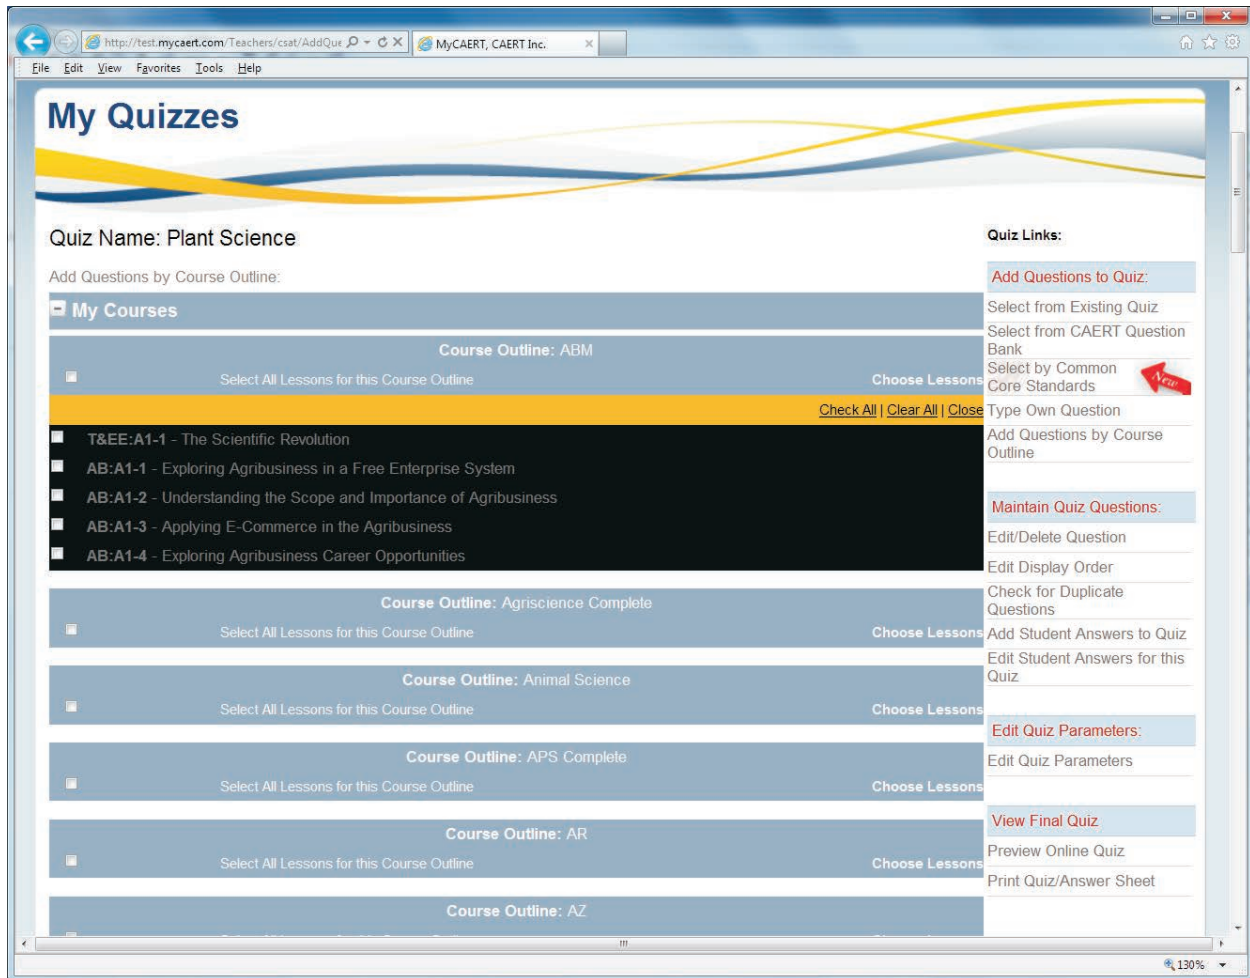 http://test.mycaert.com/Teachers/csat/AddQue
MyCAERT, CAERT Inc.
File Edit View Favorites Tools Help
My Quizzes
Quiz Name: Plant Science
Add Questions by Course Outline:
My Courses
Course Outline: ABM
Select All Lessons for this Course Outline Choose Lessons
Check All | Clear All | Close
T&EE:A1-1 - The Scientific Revolution
AB:A1-1 - Exploring Agribusiness in a Free Enterprise System
AB:A1-2 - Understanding the Scope and Importance of Agribusiness
AB:A1-3 - Applying E-Commerce in the Agribusiness
AB:A1-4 - Exploring Agribusiness Career Opportunities
Course Outline: Agriscience Complete
Select All Lessons for this Course Outline Choose Lessons
Course Outline: Animal Science
Select All Lessons for this Course Outline Choose Lessons
Course Outline: APS Complete
Select All Lessons for this Course Outline Choose Lessons
Course Outline: AR
Select All Lessons for this Course Outline Choose Lessons
Course Outline: AZ
Quiz Links:
Add Questions to Quiz:
Select from Existing Quiz
Select from CAERT Question
Bank
Select by Common
Core Standards
New
Type Own Question
Add Questions by Course
Outline
Maintain Quiz Questions:
Edit/Delete Question
Edit Display Order
Check for Duplicate
Questions
Add Student Answers to Quiz
Edit Student Answers for this
Quiz
Edit Quiz Parameters:
Edit Quiz Parameters
View Final Quiz
Preview Online Quiz
Print Quiz/Answer Sheet
130%